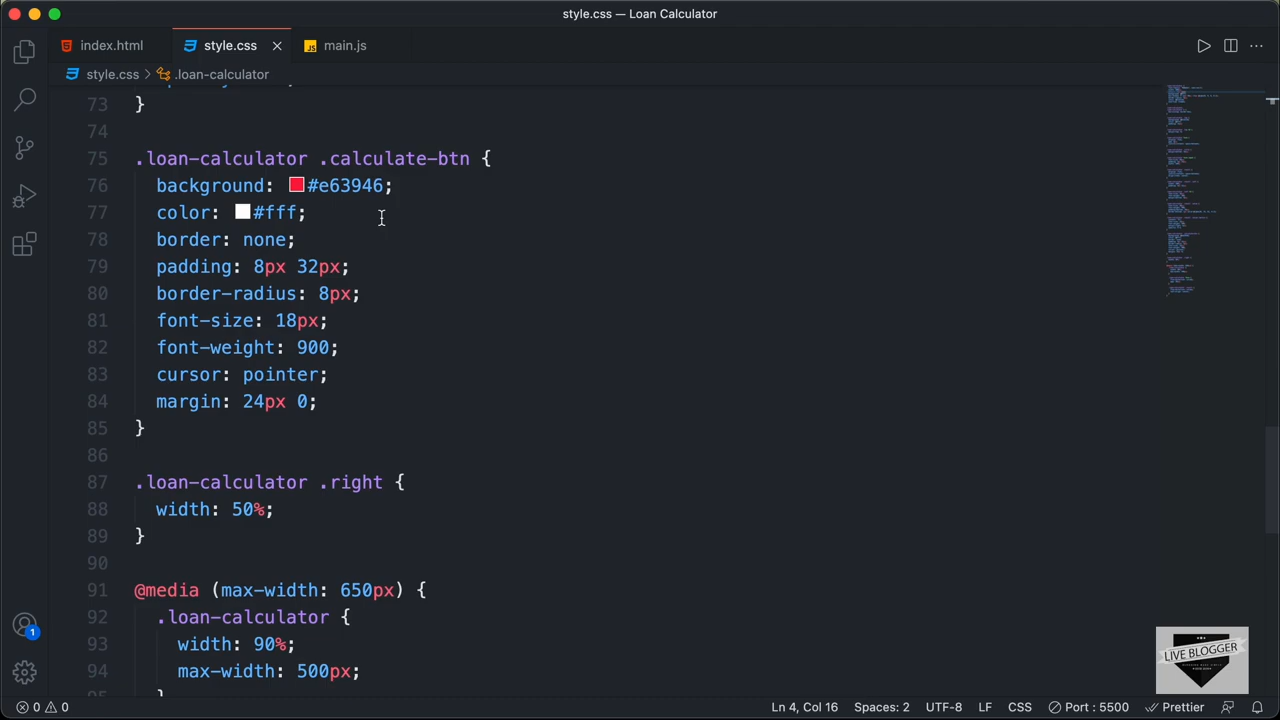 style.css — Loan Calculator
index.html
style.css
JS main.js
style.css > .loan-calculator
73 }
74
75 .loan-calculator .calculate-btn {
76 background: #e63946;
77 color: #fff;
78 border: none;
79 padding: 8px 32px;
80 border-radius: 8px;
81 font-size: 18px;
82 font-weight: 900;
83 cursor: pointer;
84 margin: 24px 0;
85 }
86
87 .loan-calculator .right {
88 width: 50%;
89 }
90
91 @media (max-width: 650px) {
92 .loan-calculator {
93 width: 90%;
94 max-width: 500px;
1
LIVE BLOGGER
0 0
Ln 4, Col 16 Spaces: 2 UTF-8 LF CSS Port : 5500 Prettier